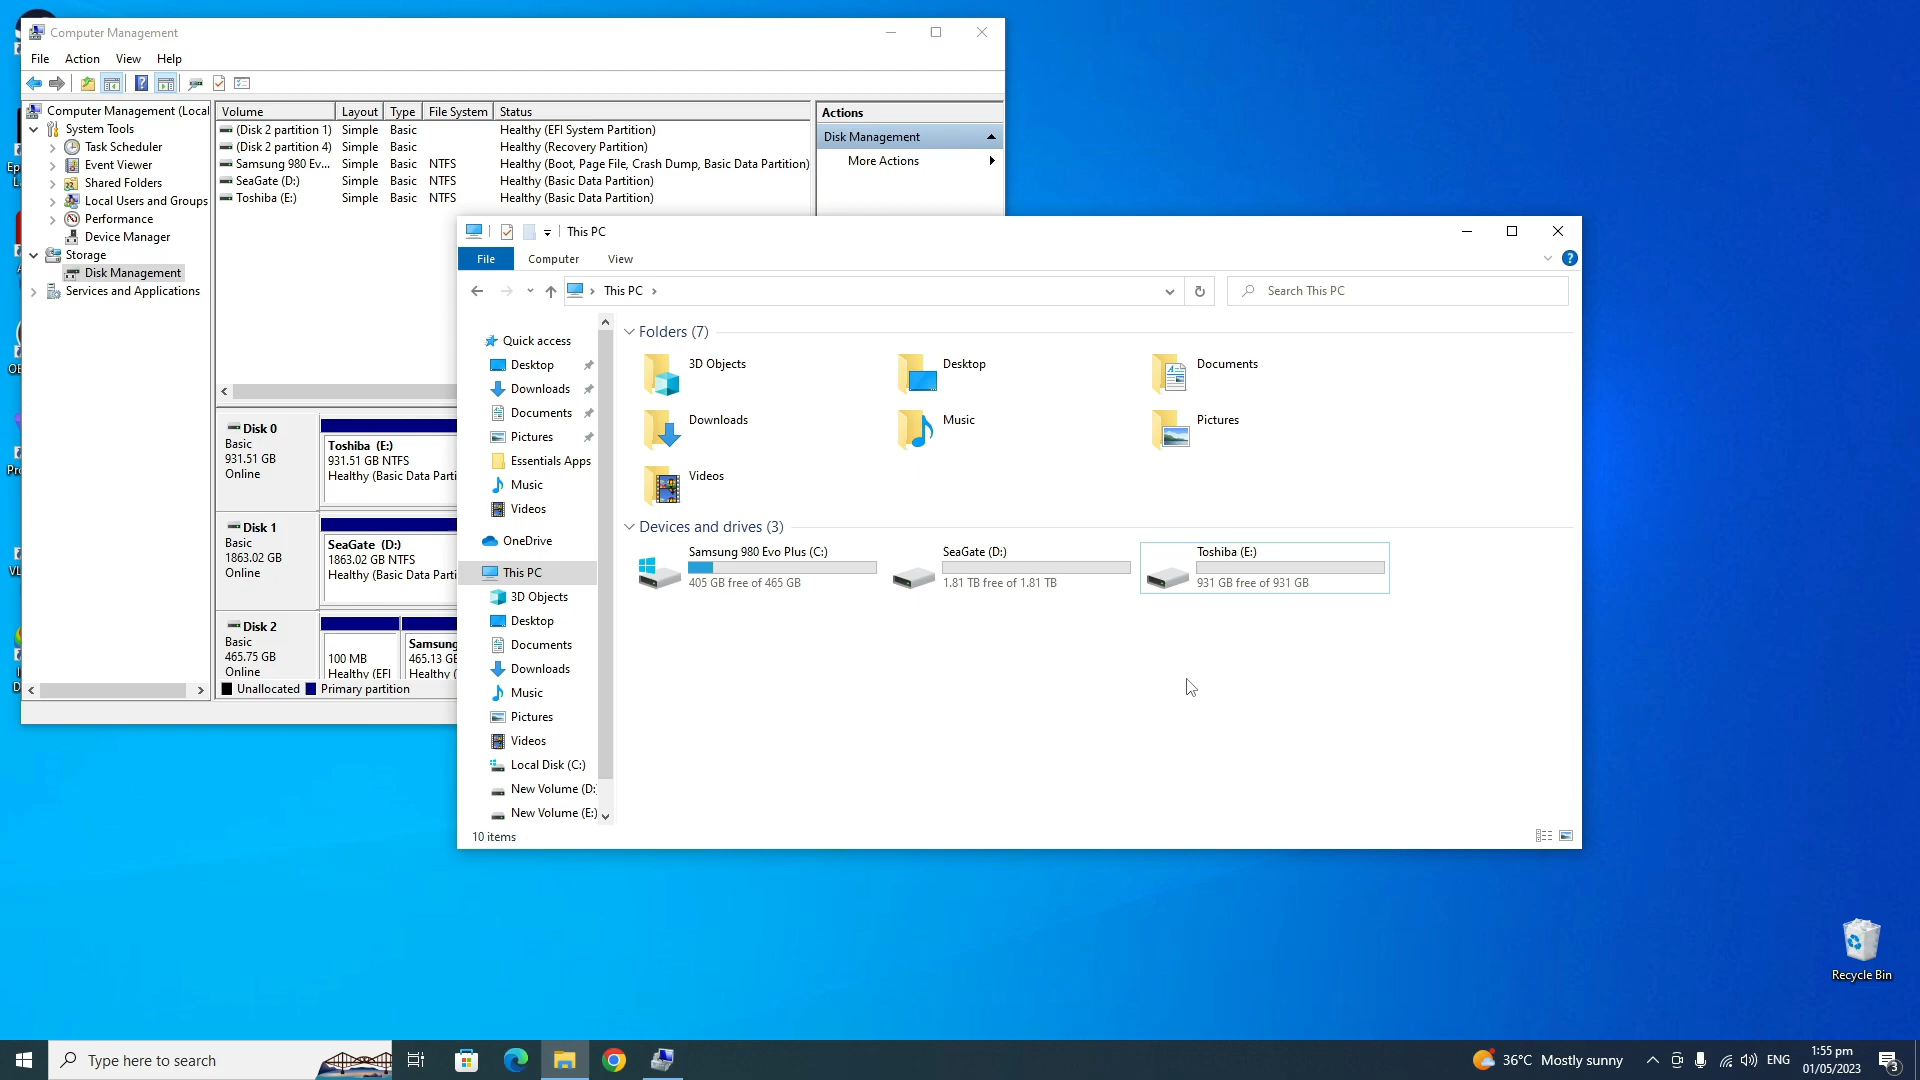 Computer Management
File Action View Help
Computer Management (Local
System Tools
Task Scheduler
Event Viewer
Shared Folders
Local Users and Groups
Performance
Device Manager
Storage
Disk Management
Services and Applications
Volume Layout Type File System Status
(Disk 2 partition 1) Simple Basic Healthy (EFI System Partition)
(Disk 2 partition 4) Simple Basic Healthy (Recovery Partition)
Samsung 980 Ev... Simple Basic NTFS Healthy (Boot, Page File, Crash Dump, Basic Data Partition)
SeaGate (D:) Simple Basic NTFS Healthy (Basic Data Partition)
Toshiba (E:) Simple Basic NTFS Healthy (Basic Data Partition)
Actions
Disk Management
More Actions
Disk 0
Basic
931.51 GB
Online
Toshiba (E:)
931.51 GB NTFS
Healthy (Basic Data Parti
Disk 1
Basic
1863.02 GB
Online
SeaGate (D:)
1863.02 GB NTFS
Healthy (Basic Data Parti
Disk 2
Basic
465.75 GB
Online
100 MB
Healthy (EFI
Samsung
465.13 GB
Healthy (
Unallocated Primary partition
This PC
File Computer View
This PC
Search This PC
Quick access
Desktop
Downloads
Documents
Pictures
Essentials Apps
Music
Videos
OneDrive
This PC
3D Objects
Desktop
Documents
Downloads
Music
Pictures
Videos
Local Disk (C:)
New Volume (D:
New Volume (E:)
Folders (7)
3D Objects Desktop Documents
Downloads Music Pictures
Videos
Devices and drives (3)
Samsung 980 Evo Plus (C:)
405 GB free of 465 GB
SeaGate (D:)
1.81 TB free of 1.81 TB
Toshiba (E:)
931 GB free of 931 GB
10 items
Recycle Bin
Type here to search
36°C Mostly sunny
ENG
1:55 pm
01/05/2023
3